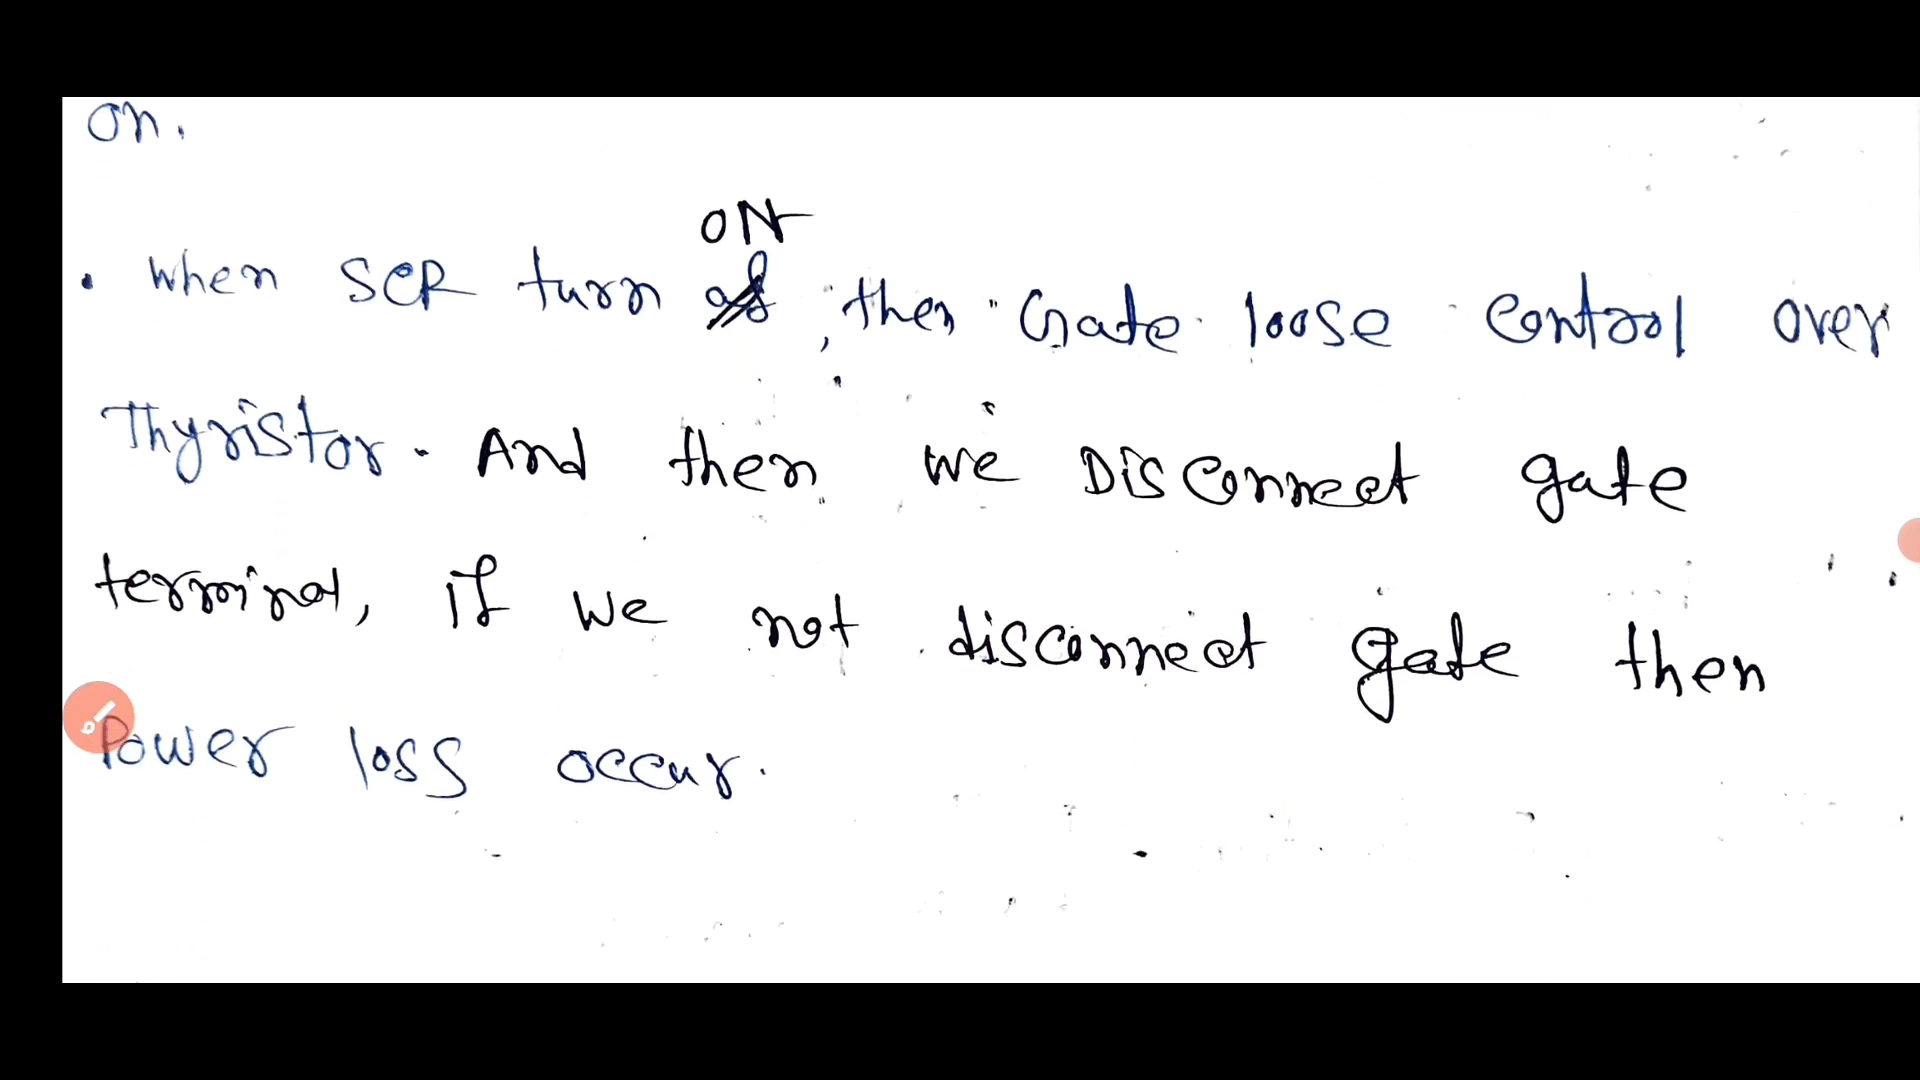 on.
ON
• when SCR turn , then "Gate loose control over
Thyristor. And then we DISconnect gate
terminal, if we not disconnect gate then
Power loss occur.